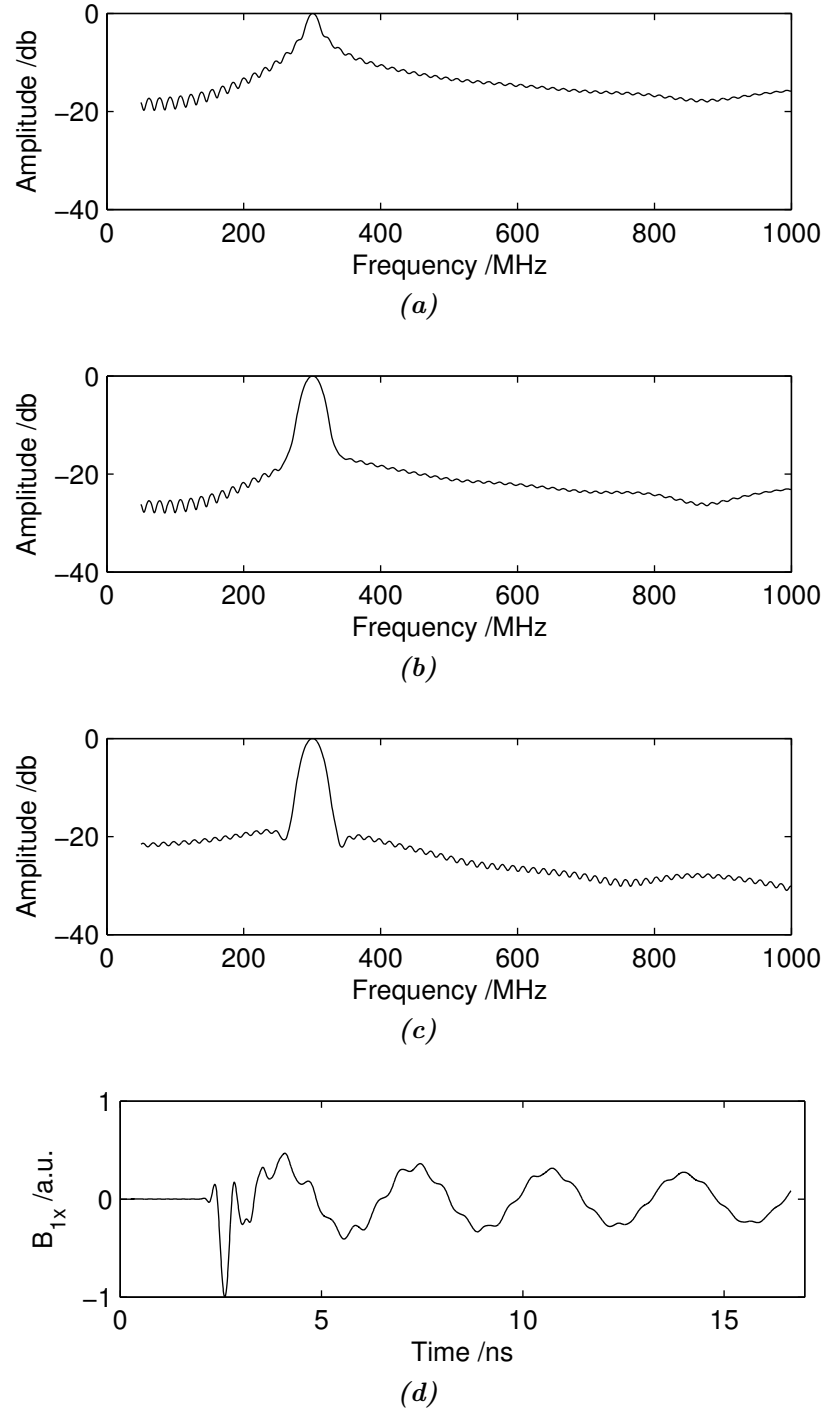 0
−20
−40
Amplitude /db
0 200 400 600 800 1000
Frequency /MHz
(a)
0
−20
−40
Amplitude /db
0 200 400 600 800 1000
Frequency /MHz
(b)
0
−20
−40
Amplitude /db
0 200 400 600 800 1000
Frequency /MHz
(c)
1
0
−1
B1x /a.u.
0 5 10 15
Time /ns
(d)